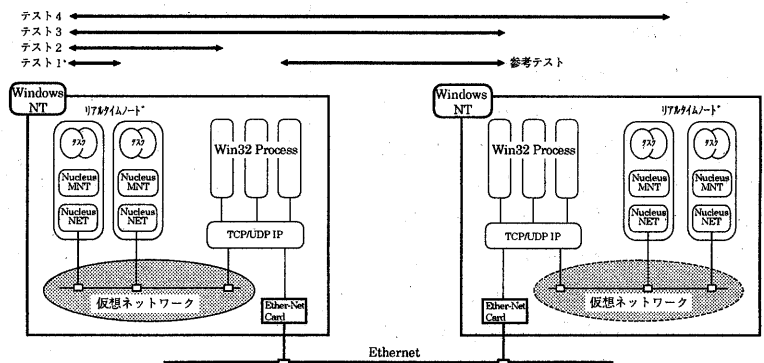 テスト4
テスト3
テスト2
テスト1
参考テスト
Windows
NT
リアルタイムノード
タスク
タスク
Nucleus
MNT
Nucleus
MNT
Nucleus
NET
Nucleus
NET
Win32 Process
TCP/UDP IP
仮想ネットワーク
Ether-Net
Card
Windows
NT
リアルタイムノード
Win32 Process
タスク
タスク
Nucleus
MNT
Nucleus
MNT
Nucleus
NET
Nucleus
NET
TCP/UDP IP
Ether-Net
Card
仮想ネットワーク
Ethernet